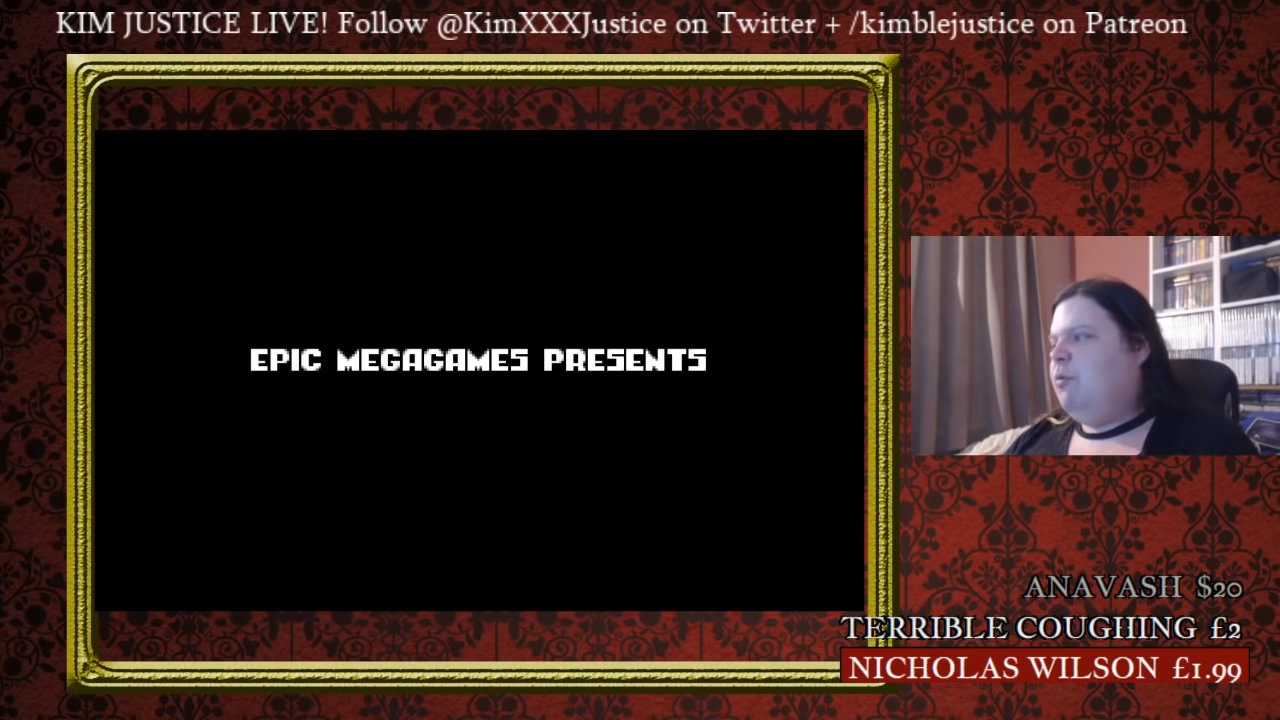 KIM JUSTICE LIVE! Follow @KimXXXJustice on Twitter + /kimblejustice on Patreon
EPIC MEGAGAMES PRESENTS
ANAVASH $20
TERRIBLE COUGHING £2
NICHOLAS WILSON £1.99